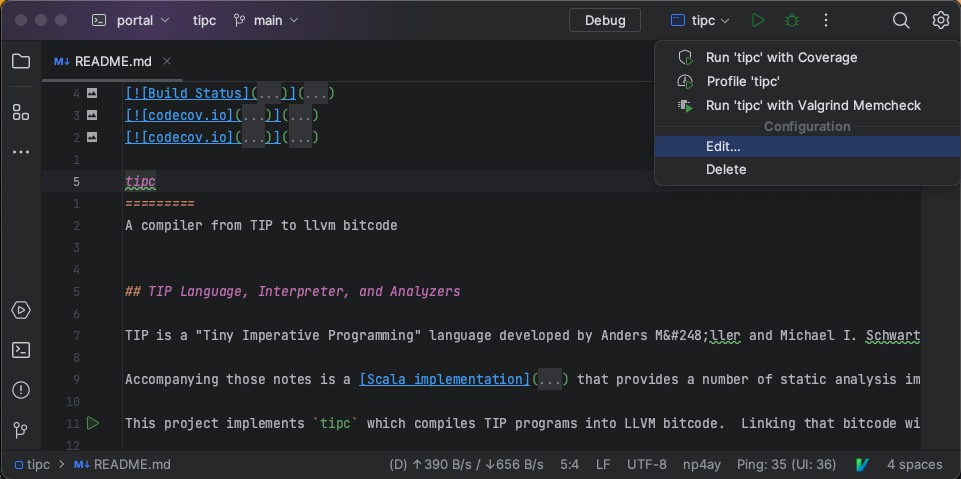 portal tipc main Debug tipc
M↓ README.md ×
4 [![Build Status](...)](...)
3 [![codecov.io](...)](...)
2 [![codecov.io](...)](...)
1
5 tipc
1 =========
2 A compiler from TIP to llvm bitcode
3
4
5 ## TIP Language, Interpreter, and Analyzers
6
7 TIP is a "Tiny Imperative Programming" language developed by Anders M&#248;ller and Michael I. Schwart
8
9 Accompanying those notes is a [Scala implementation](...) that provides a number of static analysis im
10
11 This project implements `tipc` which compiles TIP programs into LLVM bitcode.  Linking that bitcode wi
12
Run 'tipc' with Coverage
Profile 'tipc'
Run 'tipc' with Valgrind Memcheck
Configuration
Edit...
Delete
tipc > M↓ README.md (D) ↑390 B/s / ↓656 B/s 5:4 LF UTF-8 np4ay Ping: 35 (UI: 36) 4 spaces